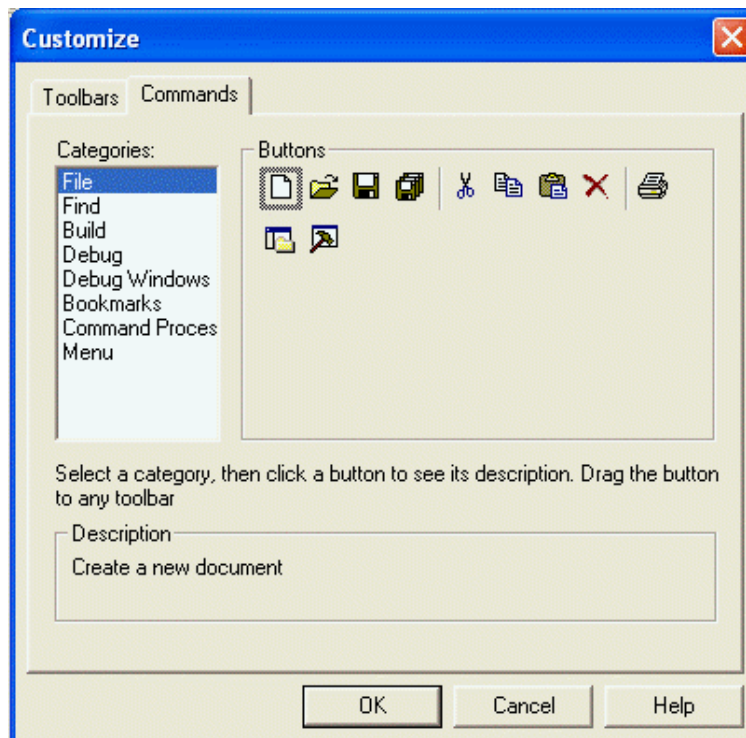 Customize
Toolbars Commands
Categories:
File
Find
Build
Debug
Debug Windows
Bookmarks
Command Proces
Menu
Buttons
Select a category, then click a button to see its description. Drag the button
to any toolbar
Description
Create a new document
OK Cancel Help